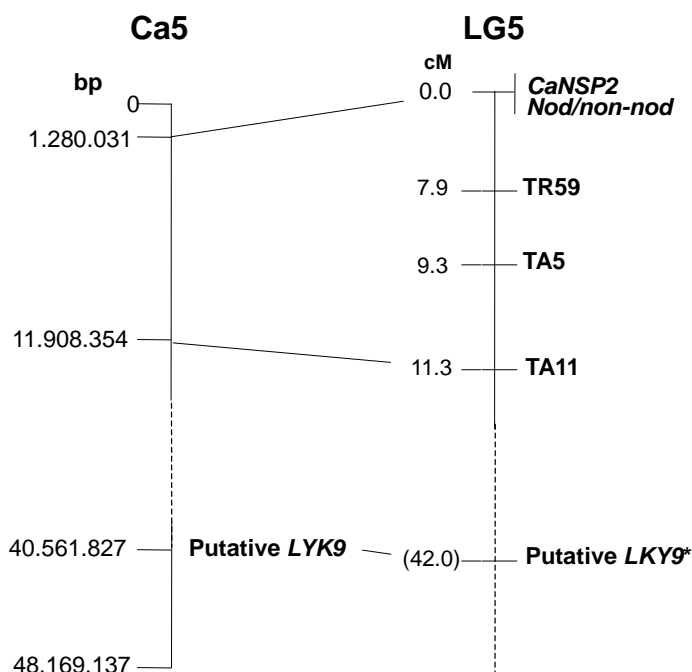 Ca5
LG5
bp
cM
0
0.0
CaNSP2
Nod/non-nod
1.280.031
7.9
TR59
9.3
TA5
11.908.354
11.3
TA11
40.561.827
Putative LYK9
(42.0)
Putative LKY9*
48.169.137